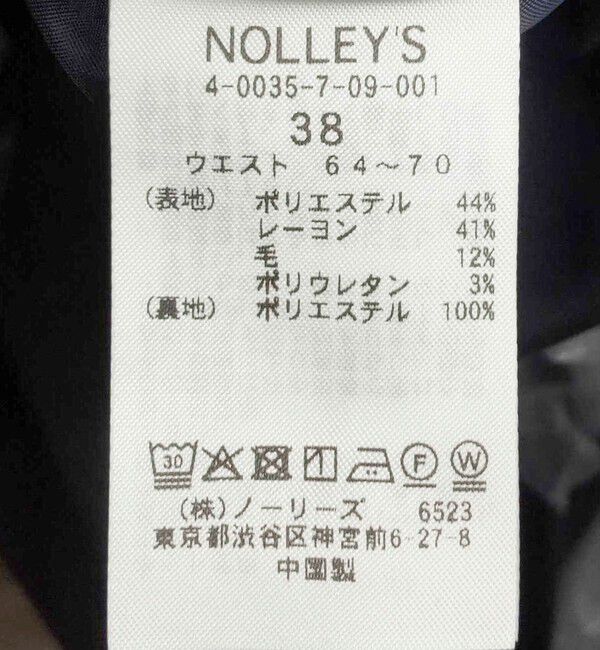 NOLLEY'S
4-0035-7-09-001
38
ウエスト 64～70
(表地) ポリエステル 44%
レーヨン 41%
毛 12%
ポリウレタン 3%
(裏地) ポリエステル 100%
30 F W
(株)ノーリーズ 6523
東京都渋谷区神宮前6-27-8
中國製